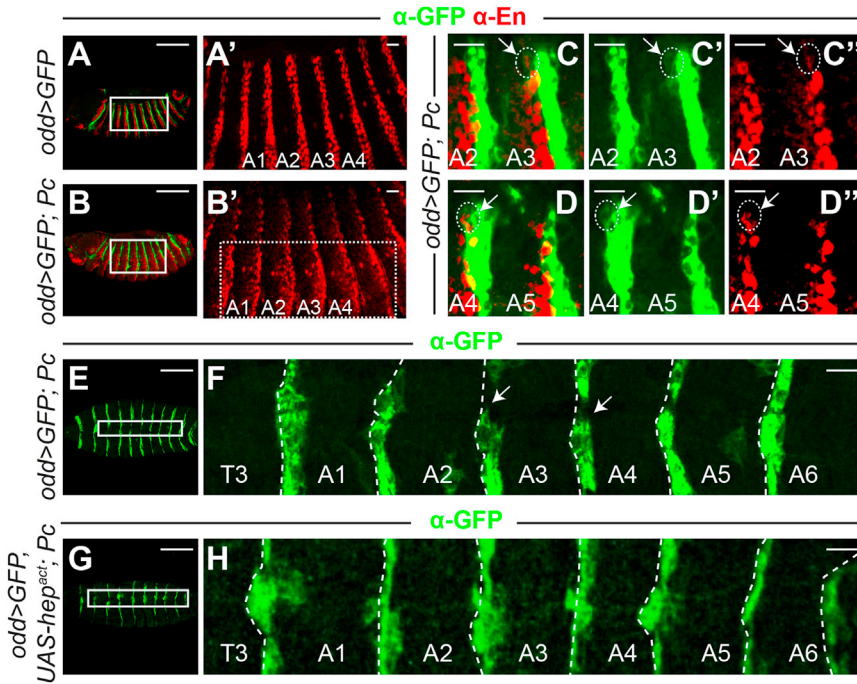 α-GFP α-En
odd>GFP
A
A'
A1 A2 A3 A4
odd>GFP; Pc
B
B'
A1 A2 A3 A4
odd>GFP; Pc
C
A2 A3
C'
A2 A3
C"
A2 A3
D
A4 A5
D'
A4 A5
D"
A4 A5
α-GFP
odd>GFP; Pc
E
F
T3 A1 A2 A3 A4 A5 A6
α-GFP
odd>GFP,
UAS-hepact; Pc
G
H
T3 A1 A2 A3 A4 A5 A6